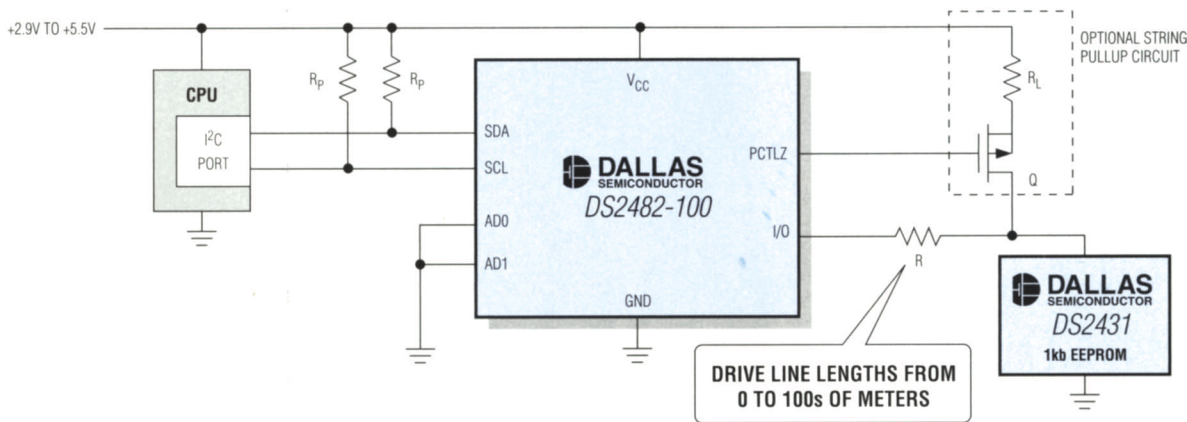 +2.9V TO +5.5V
OPTIONAL STRING
PULLUP CIRCUIT
CPU
I²C
PORT
Rₚ
Rₚ
V_CC
SDA
SCL
AD0
AD1
GND
PCTLZ
I/O
DALLAS
SEMICONDUCTOR
DS2482-100
R_L
Q
R
DALLAS
SEMICONDUCTOR
DS2431
1kb EEPROM
DRIVE LINE LENGTHS FROM
0 TO 100s OF METERS